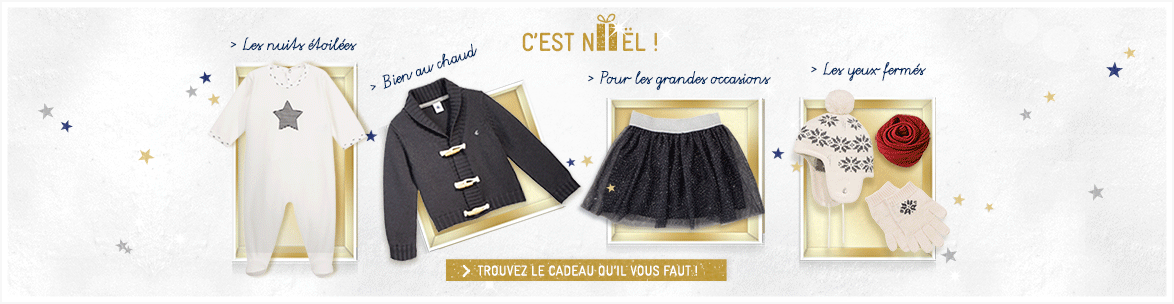 C'EST NOËL !
> Les nuits étoilées
> Bien au chaud
> Pour les grandes occasions
> Les yeux fermés
> TROUVEZ LE CADEAU QU'IL VOUS FAUT !